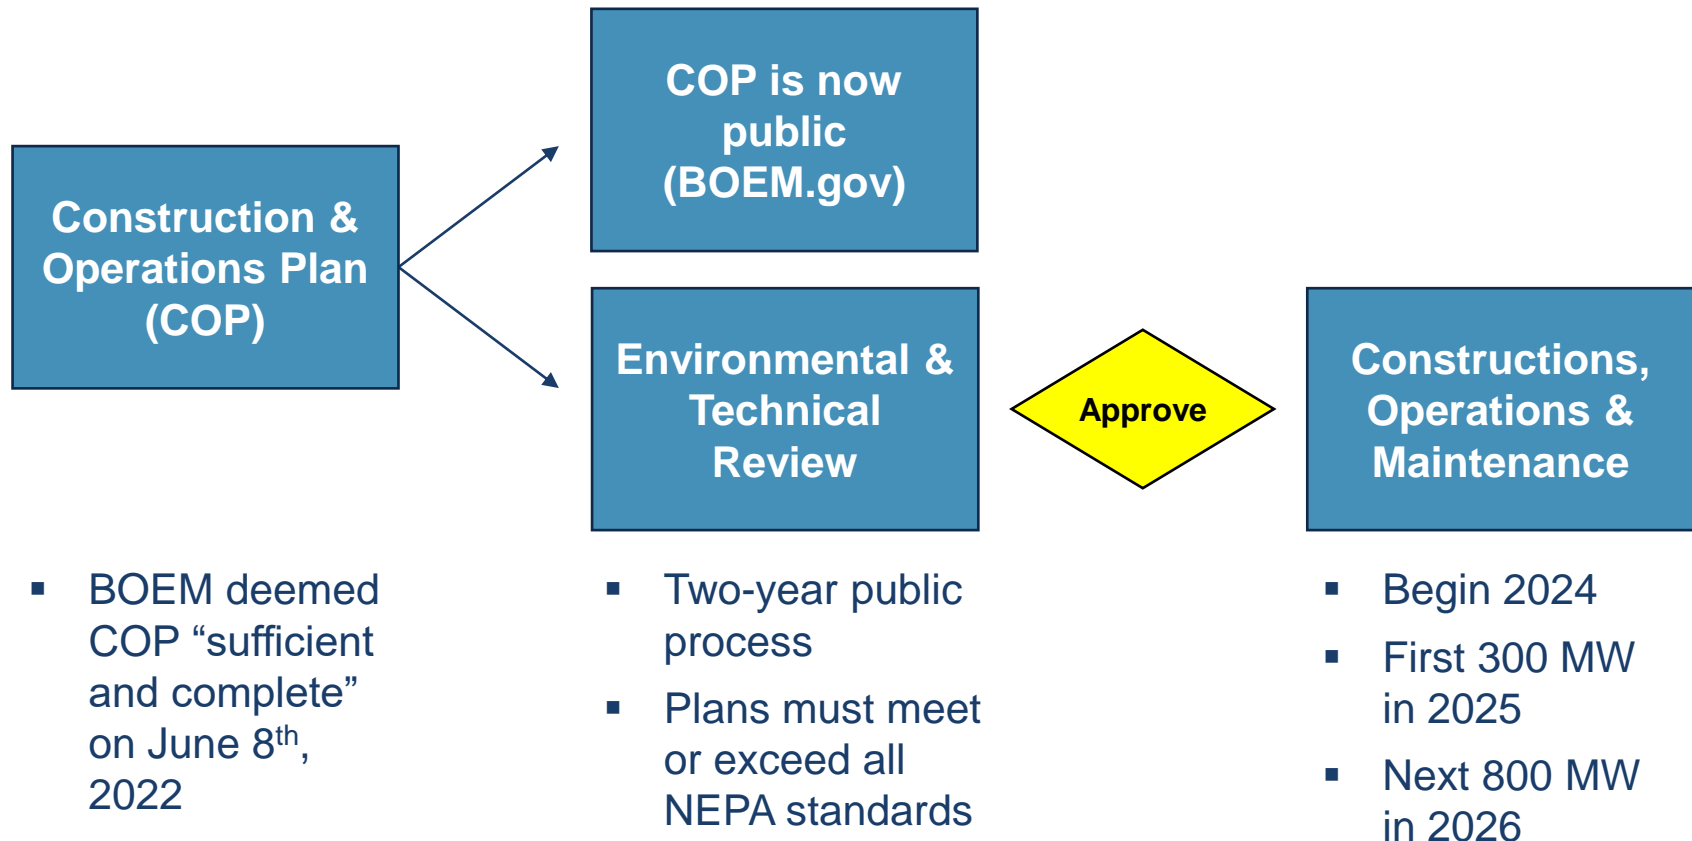 COP is now
public
(BOEM.gov)
Construction &
Operations Plan
(COP)
Environmental &
Technical
Review
Approve
Constructions,
Operations &
Maintenance
▪ BOEM deemed
COP “sufficient
and complete”
on June 8th,
2022
▪ Two-year public
process
▪ Plans must meet
or exceed all
NEPA standards
▪ Begin 2024
▪ First 300 MW
in 2025
▪ Next 800 MW
in 2026